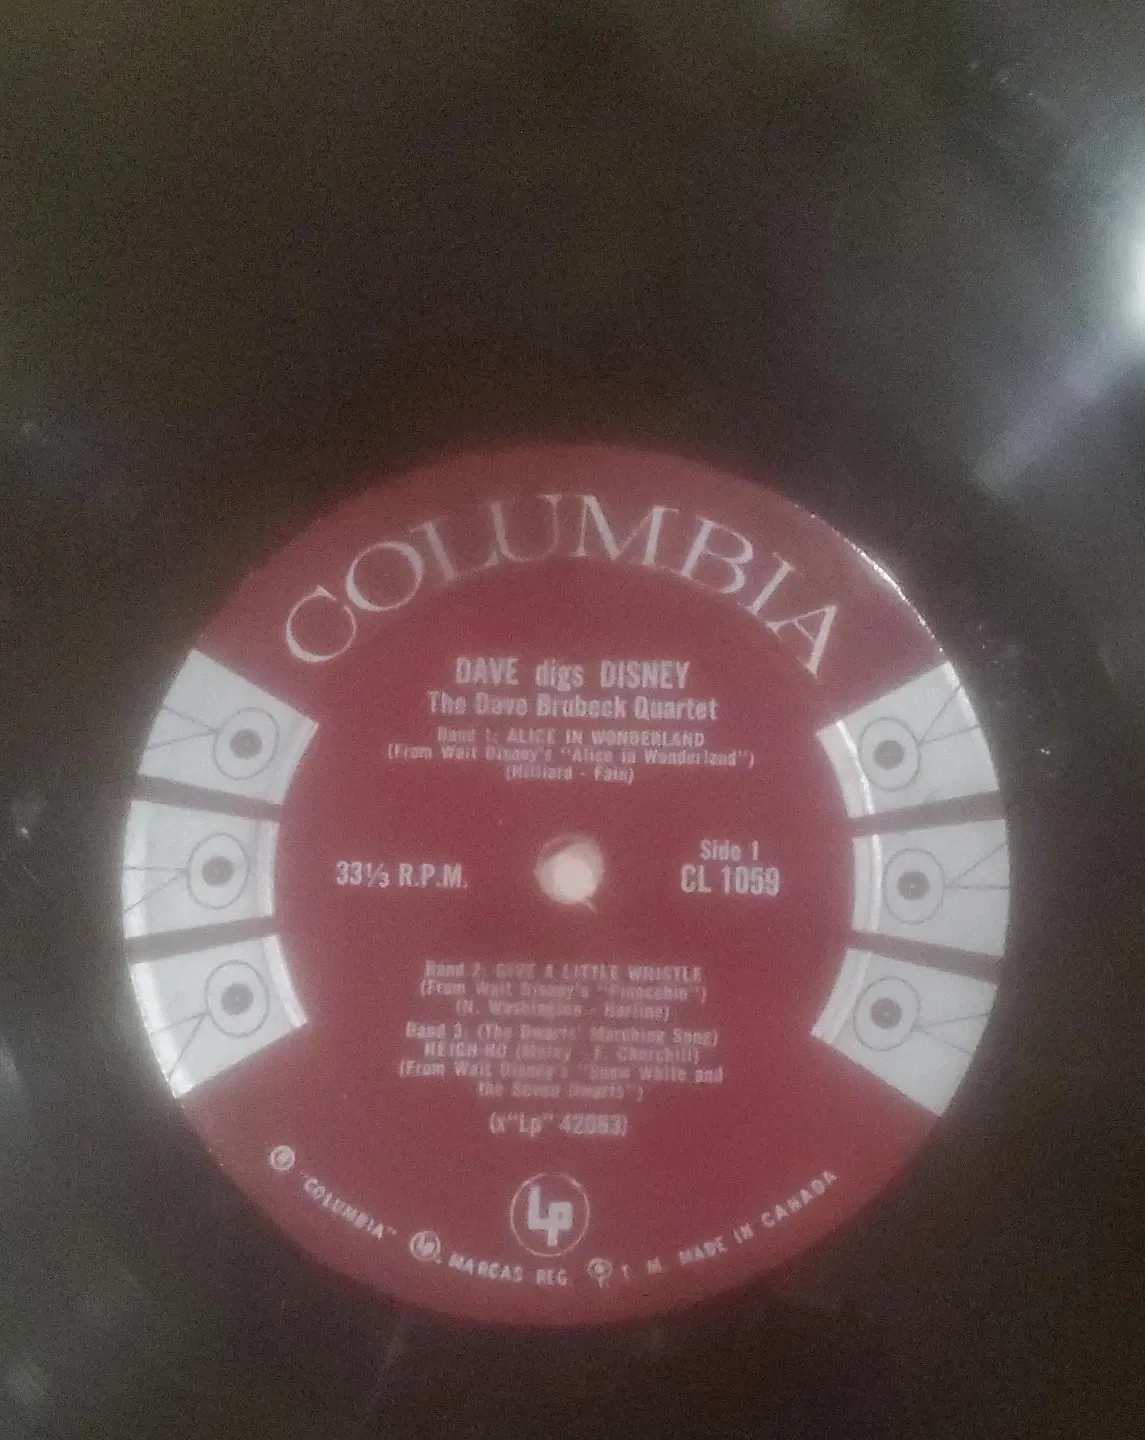 COLUMBIA
DAVE digs DISNEY
The Dave Brubeck Quartet
Band 1: ALICE IN WONDERLAND
(From Walt Disney's "Alice in Wonderland")
(Hilliard - Fain)
33⅓ R.P.M.
Side 1
CL 1059
Band 2: GIVE A LITTLE WHISTLE
(From Walt Disney's "Pinocchio")
(N. Washington - Harline)
Band 3: (The Dwarfs' Marching Song)
HEIGH-HO (Morey - F. Churchill)
(From Walt Disney's "Snow White and
the Seven Dwarfs")
(x"Lp" 42063)
Lp
"COLUMBIA" Lp MARCAS REG. T. M. MADE IN CANADA